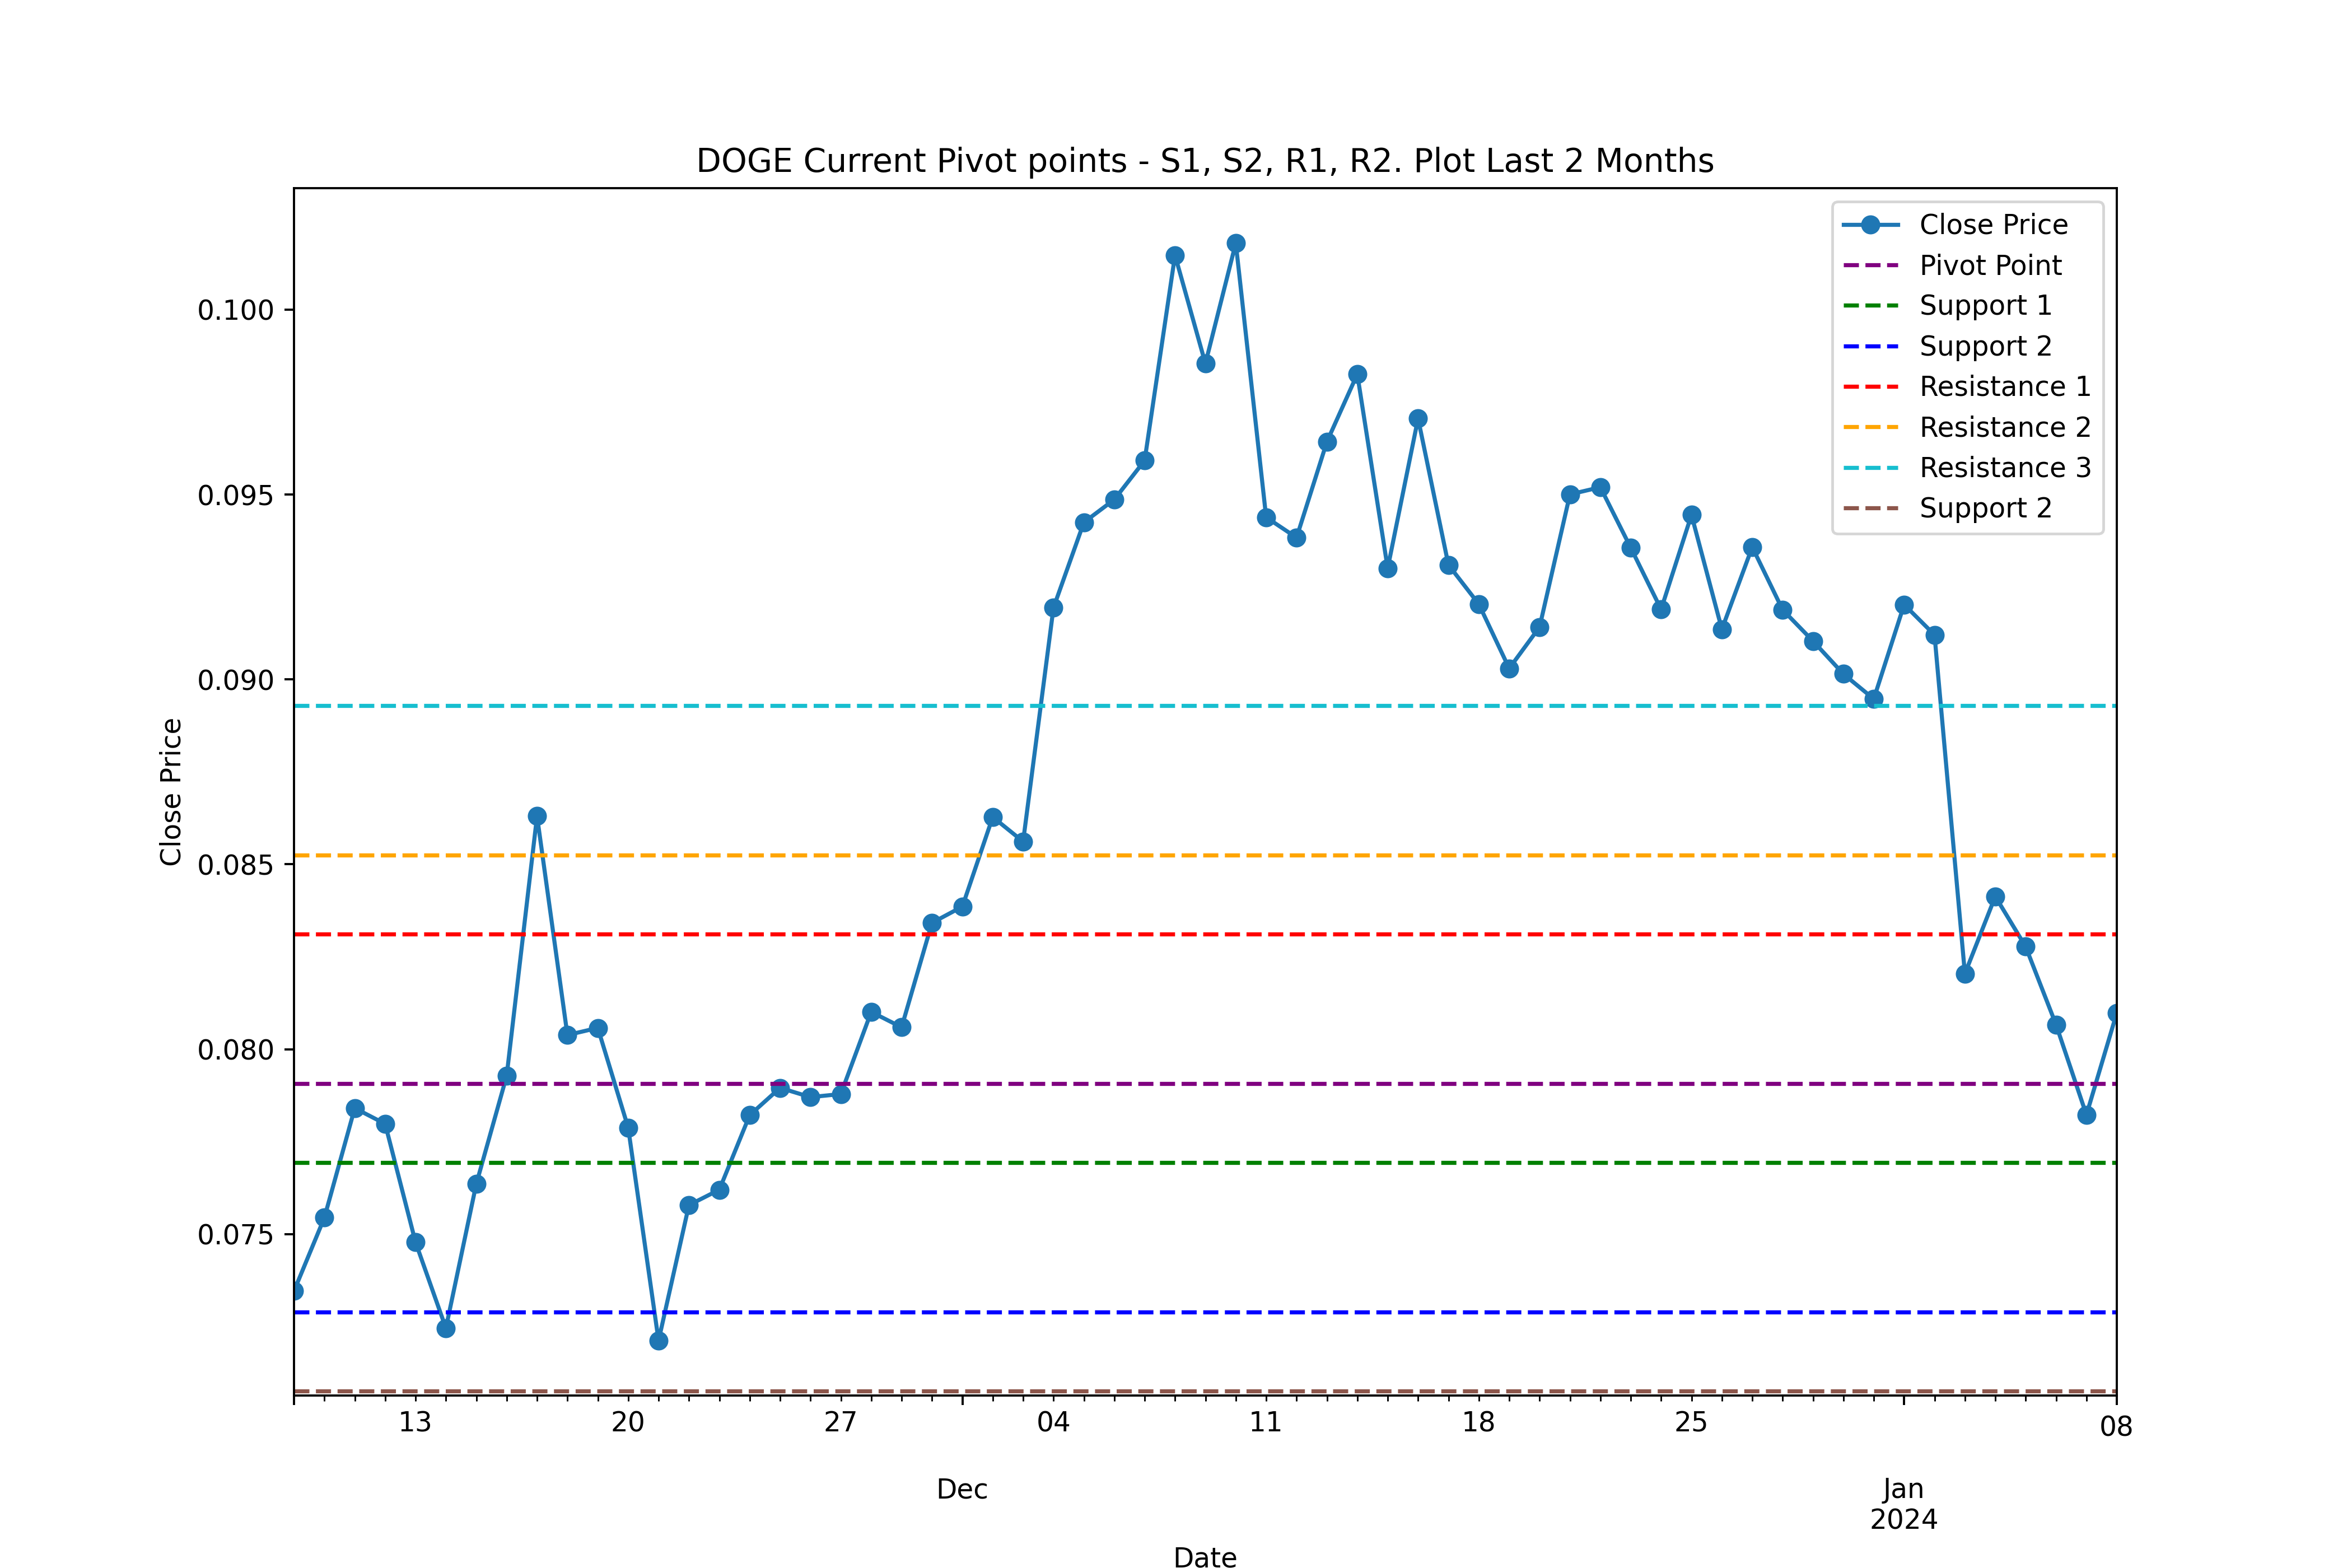 DOGE Current Pivot points - S1, S2, R1, R2. Plot Last 2 Months
Close Price
Pivot Point
Support 1
Support 2
Resistance 1
Resistance 2
Resistance 3
Support 2
Close Price
0.100
0.095
0.090
0.085
0.080
0.075
13 20 27 04 11 18 25 08
Dec Jan
2024
Date